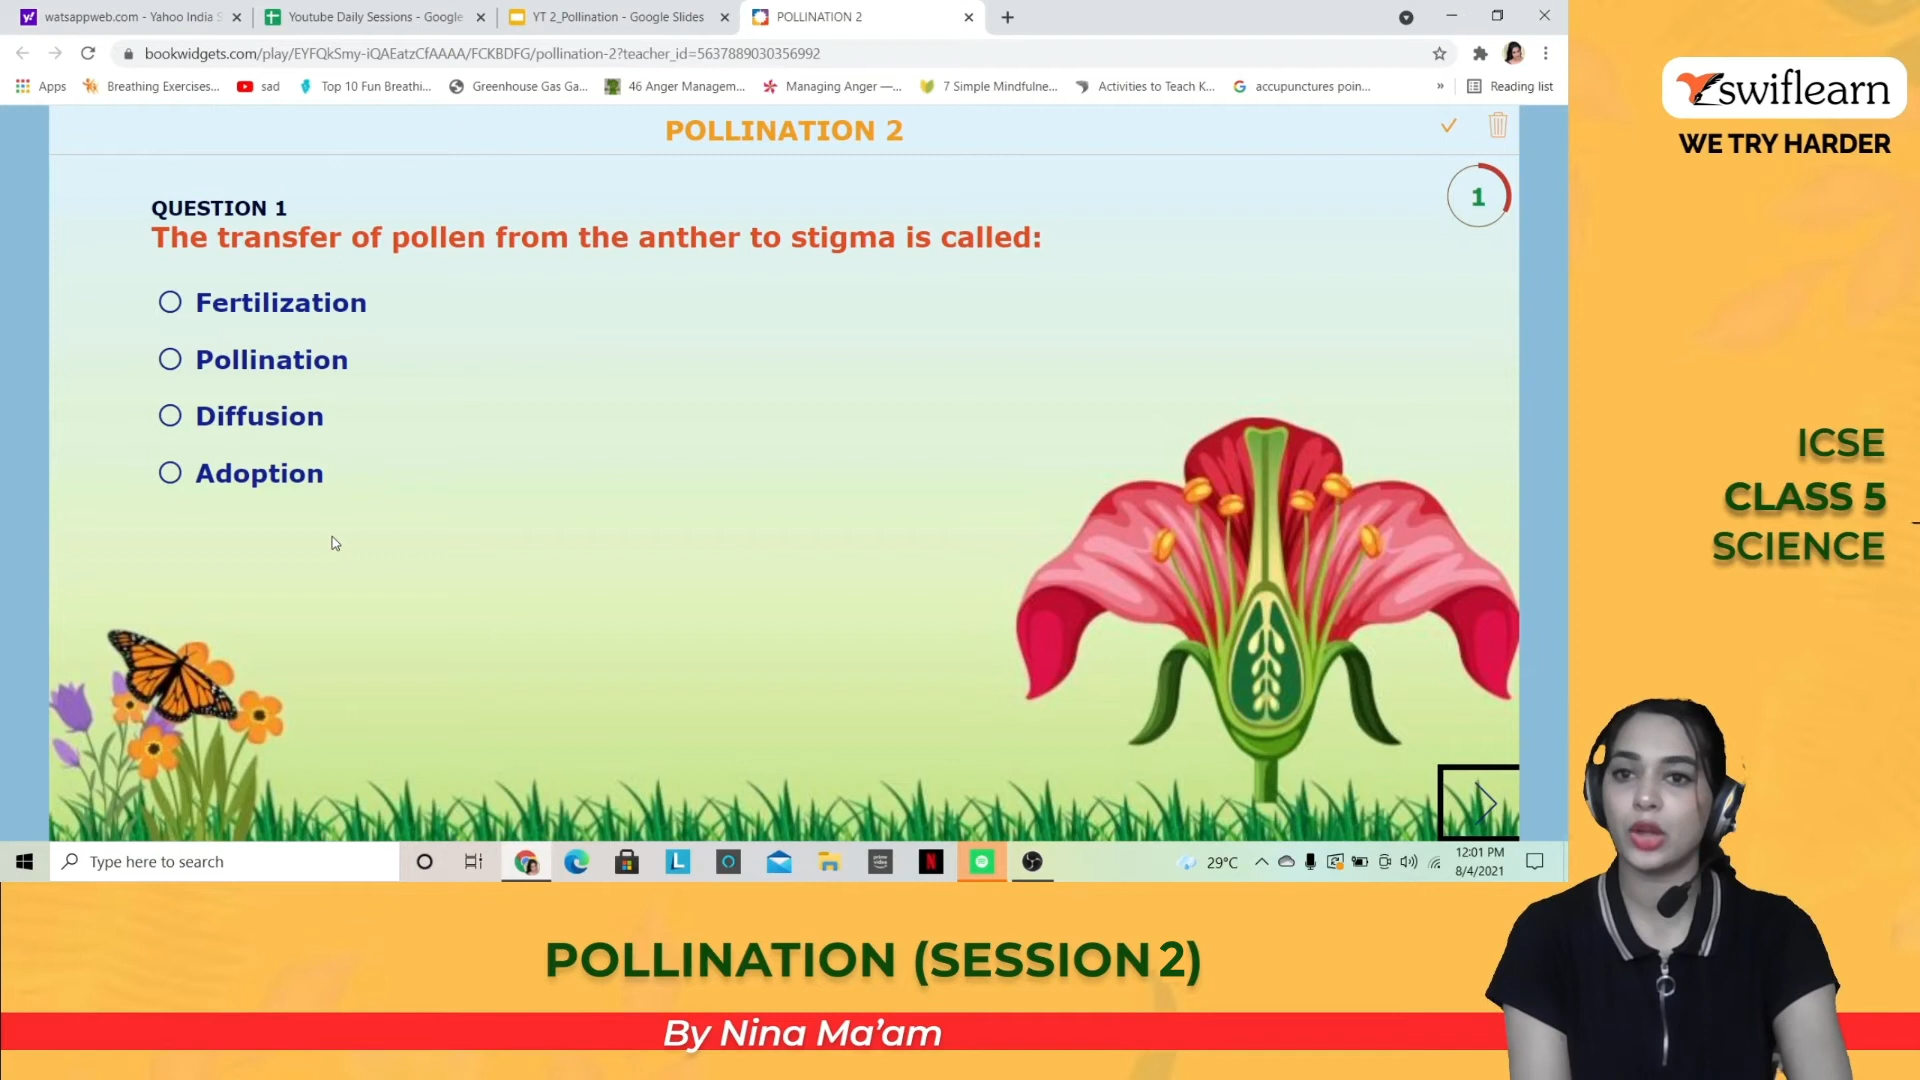 watsappweb.com - Yahoo India S
Youtube Daily Sessions - Google
YT 2_Pollination - Google Slides
POLLINATION 2
bookwidgets.com/play/EYFQkSmy-iQAEatzCfAAAA/FCKBDFG/pollination-2?teacher_id=5637889030356992
Apps
Breathing Exercises...
sad
Top 10 Fun Breathi...
Greenhouse Gas Ga...
46 Anger Managem...
Managing Anger —...
7 Simple Mindfulne...
Activities to Teach K...
accupunctures poin...
»
Reading list
swiflearn
WE TRY HARDER
POLLINATION 2
1
QUESTION 1
The transfer of pollen from the anther to stigma is called:
Fertilization
Pollination
Diffusion
Adoption
ICSE
CLASS 5
SCIENCE
Type here to search
29°C
12:01 PM
8/4/2021
POLLINATION (SESSION 2)
By Nina Ma'am